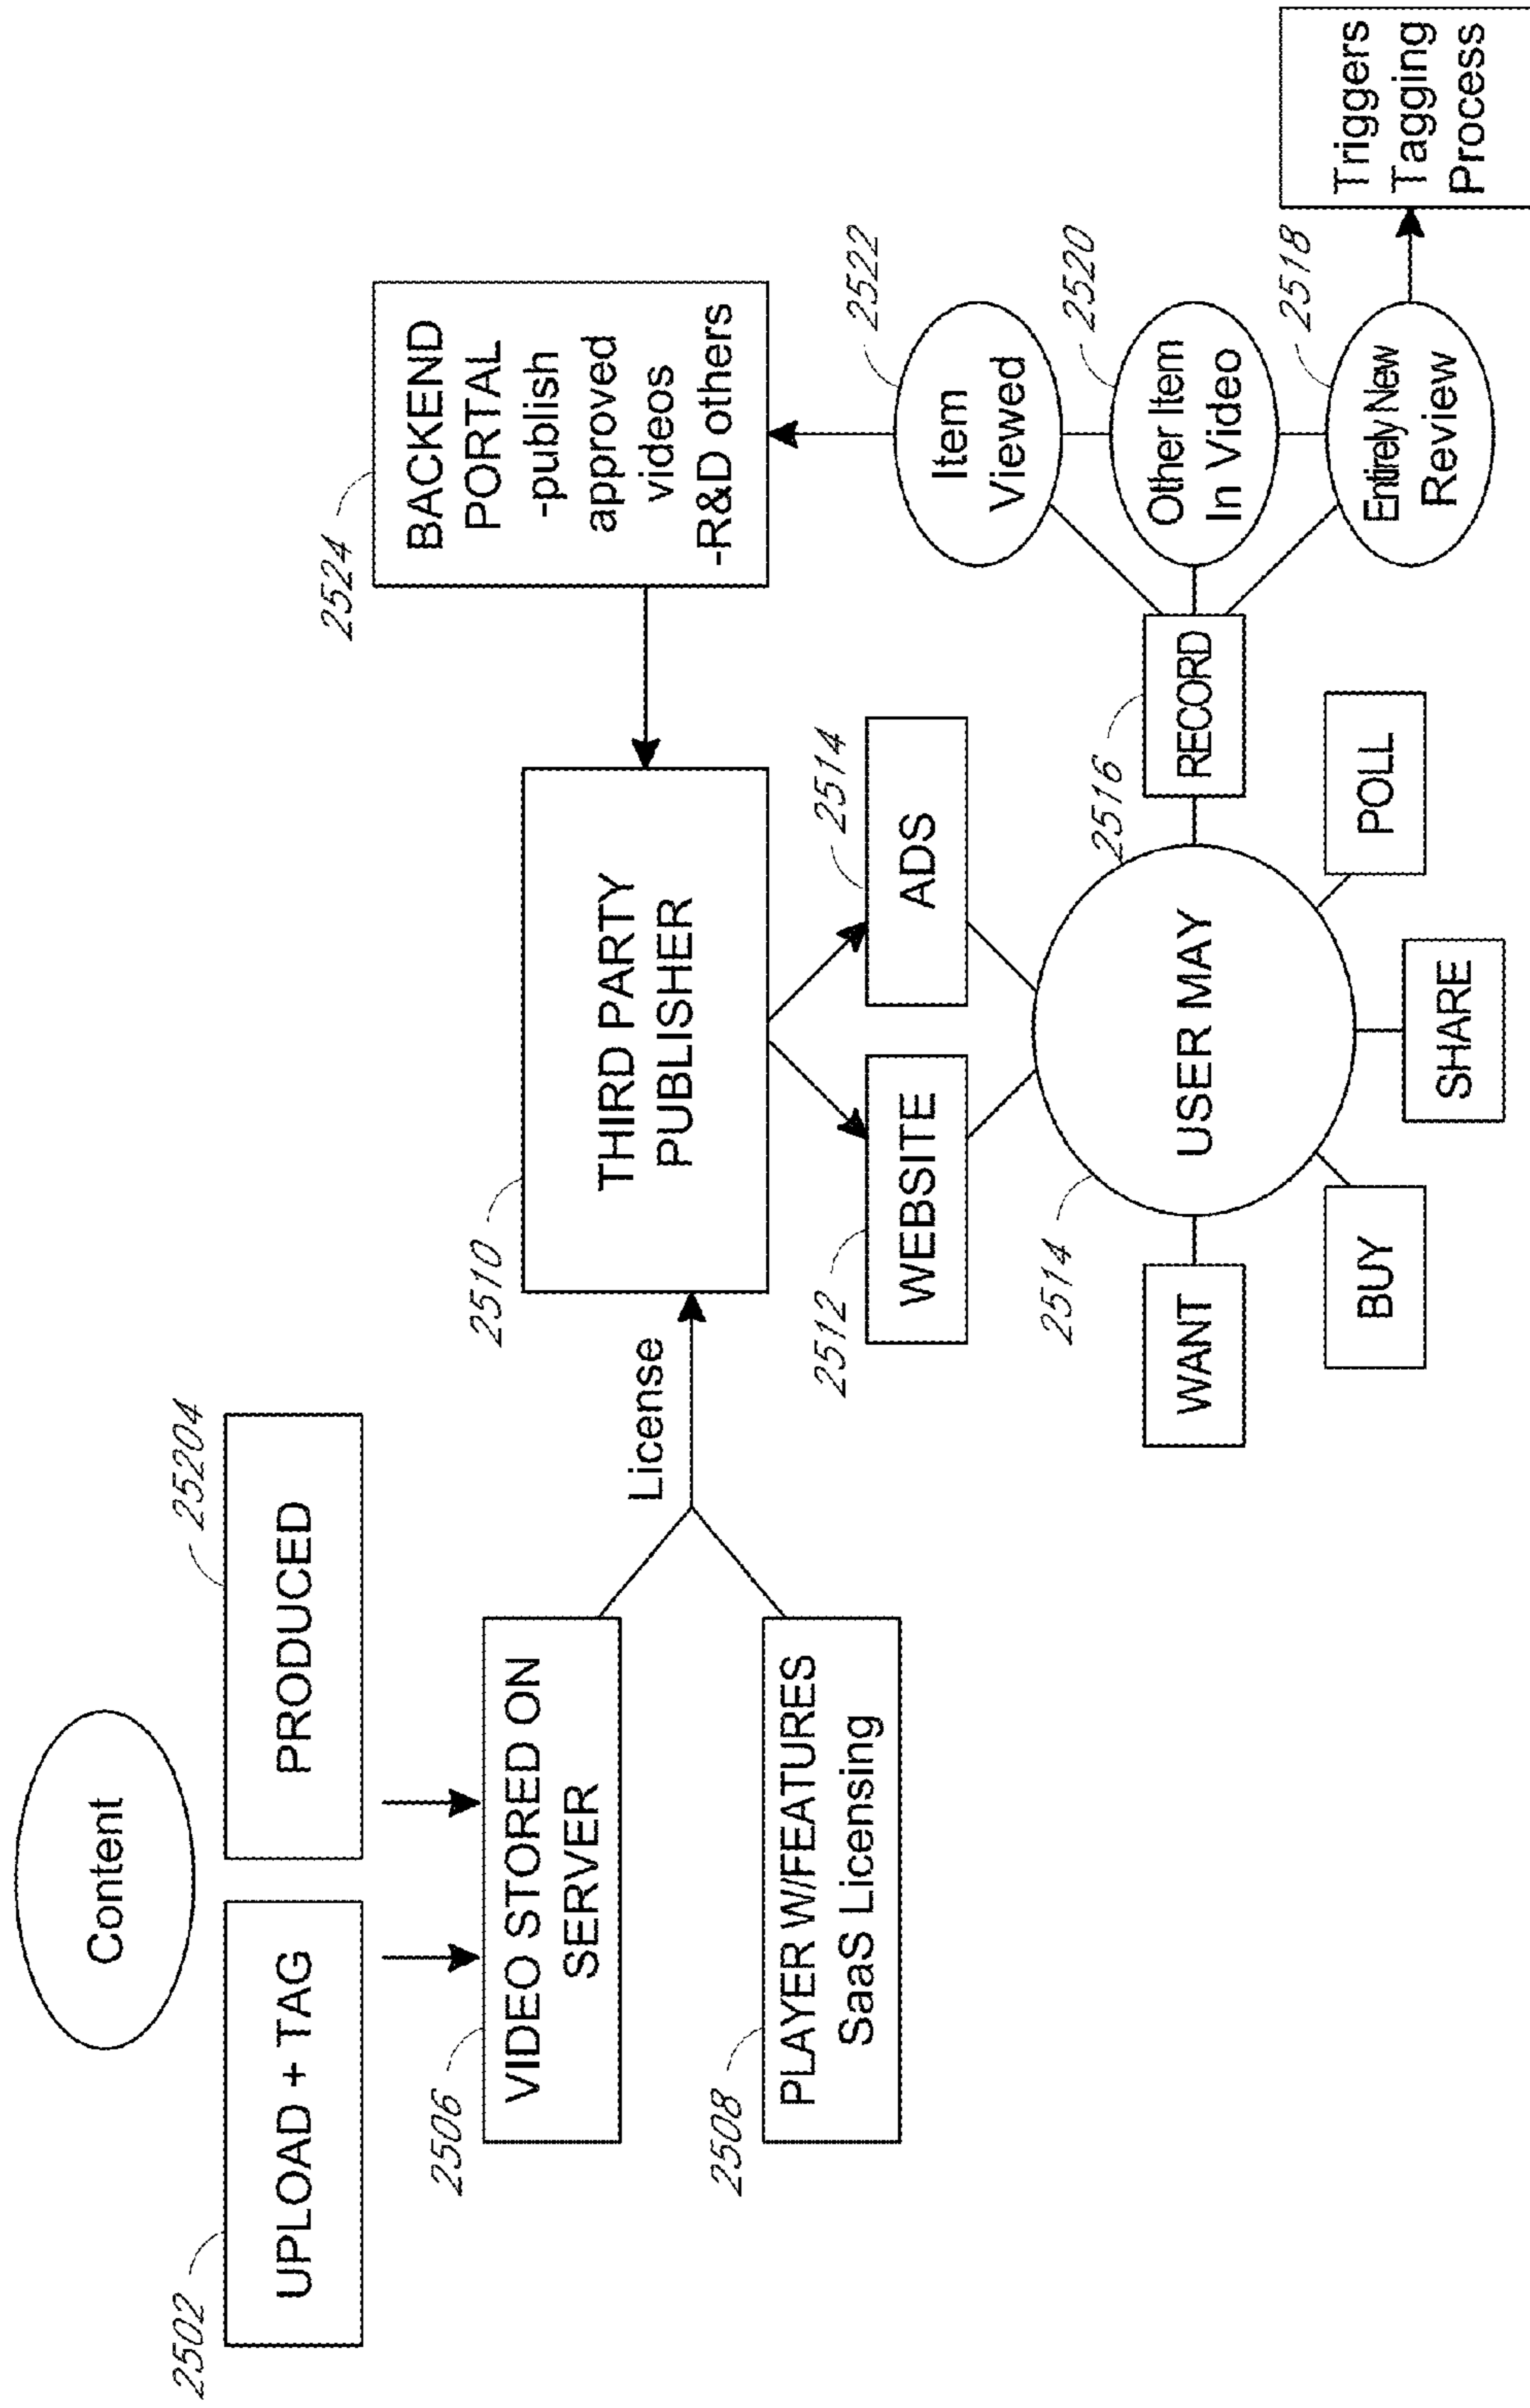 Content
2502
UPLOAD + TAG
25204
PRODUCED
2506
VIDEO STORED ON
SERVER
2508
PLAYER W/FEATURES
SaaS Licensing
License
2510
THIRD PARTY
PUBLISHER
2524
BACKEND
PORTAL
-publish
approved
videos
-R&D others
2512
WEBSITE
2514
ADS
2514
USER MAY
WANT
BUY
SHARE
POLL
2516
RECORD
2522
Item
Viewed
2520
Other Item
In Video
2518
Entirely New
Review
Triggers
Tagging
Process